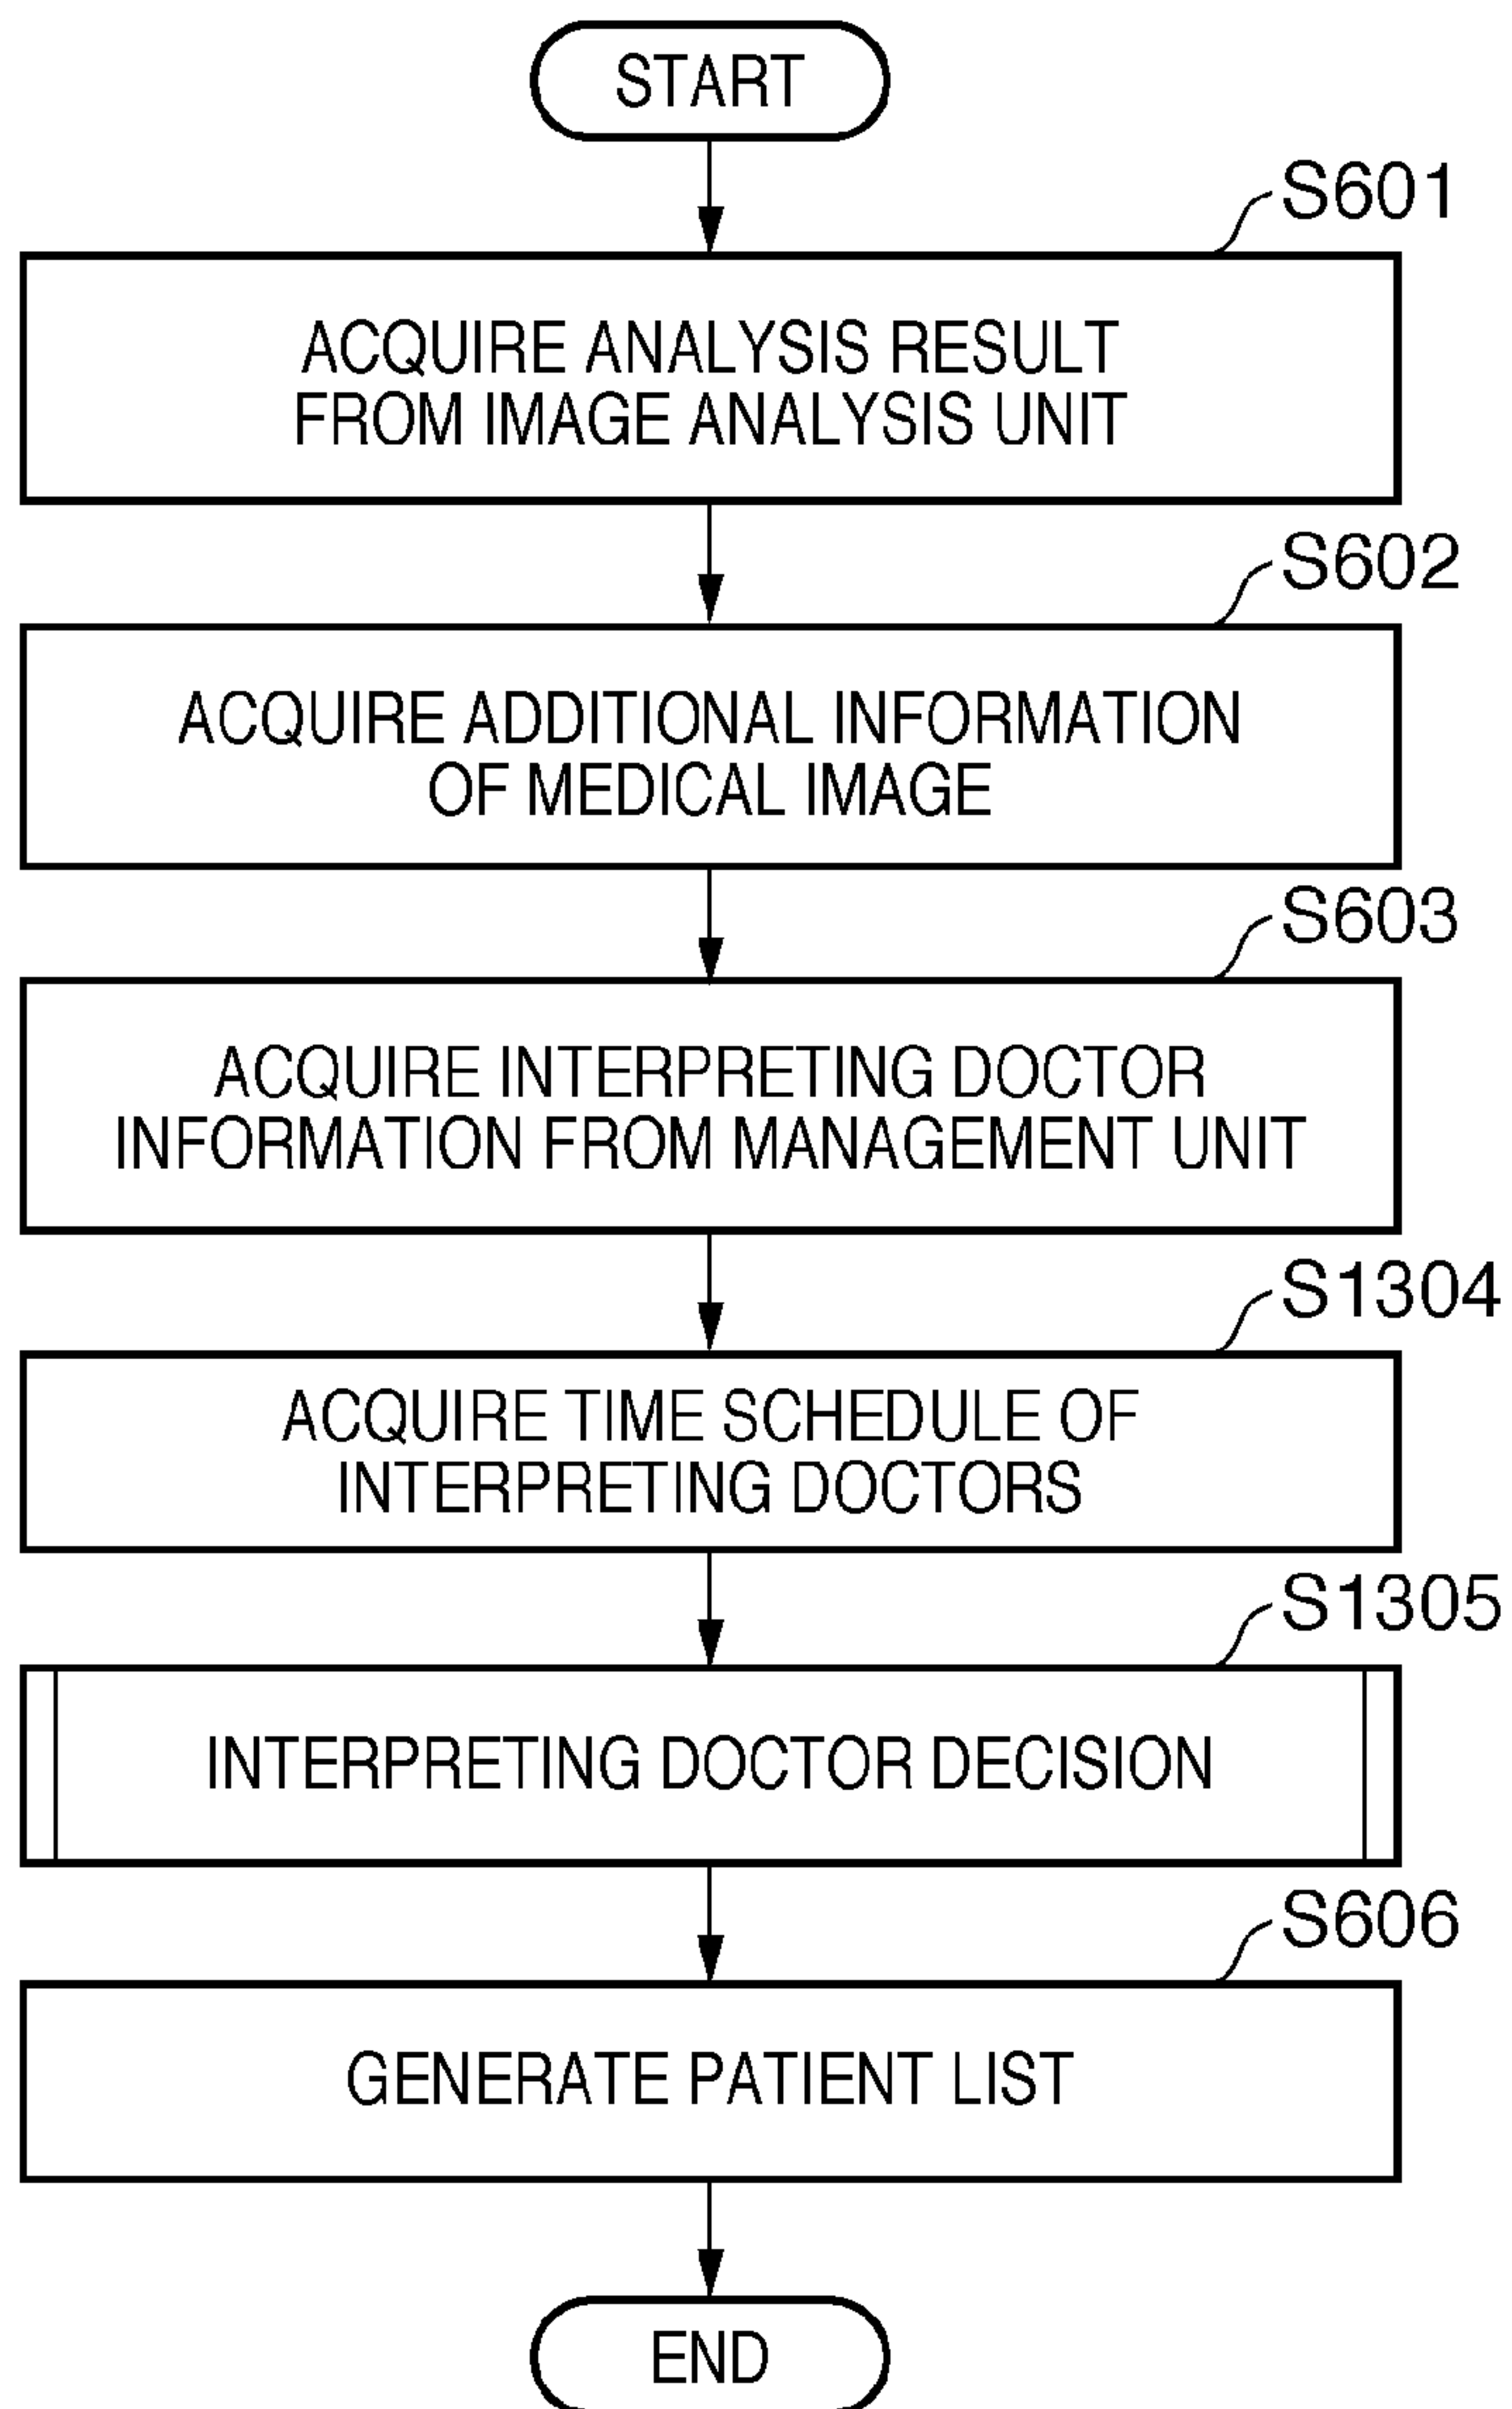 START
S601
ACQUIRE ANALYSIS RESULT
FROM IMAGE ANALYSIS UNIT
S602
ACQUIRE ADDITIONAL INFORMATION
OF MEDICAL IMAGE
S603
ACQUIRE INTERPRETING DOCTOR
INFORMATION FROM MANAGEMENT UNIT
S1304
ACQUIRE TIME SCHEDULE OF
INTERPRETING DOCTORS
S1305
INTERPRETING DOCTOR DECISION
S606
GENERATE PATIENT LIST
END